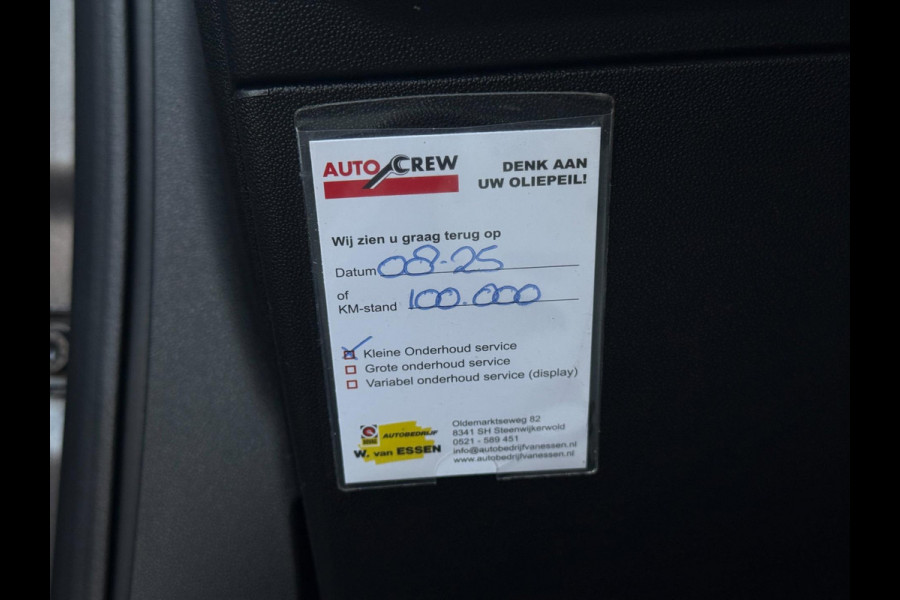 AUTO CREW
DENK AAN
UW OLIEPEIL!
Wij zien u graag terug op
Datum 08-25
of
KM-stand 100.000
Kleine Onderhoud service
Grote onderhoud service
Variabel onderhoud service (display)
AUTOBEDRIJF
W. van ESSEN
Oldemarktseweg 82
8341 SH Steenwijkerwold
0521 - 589 451
info@autobedrijfvanessen.nl
www.autobedrijfvanessen.nl